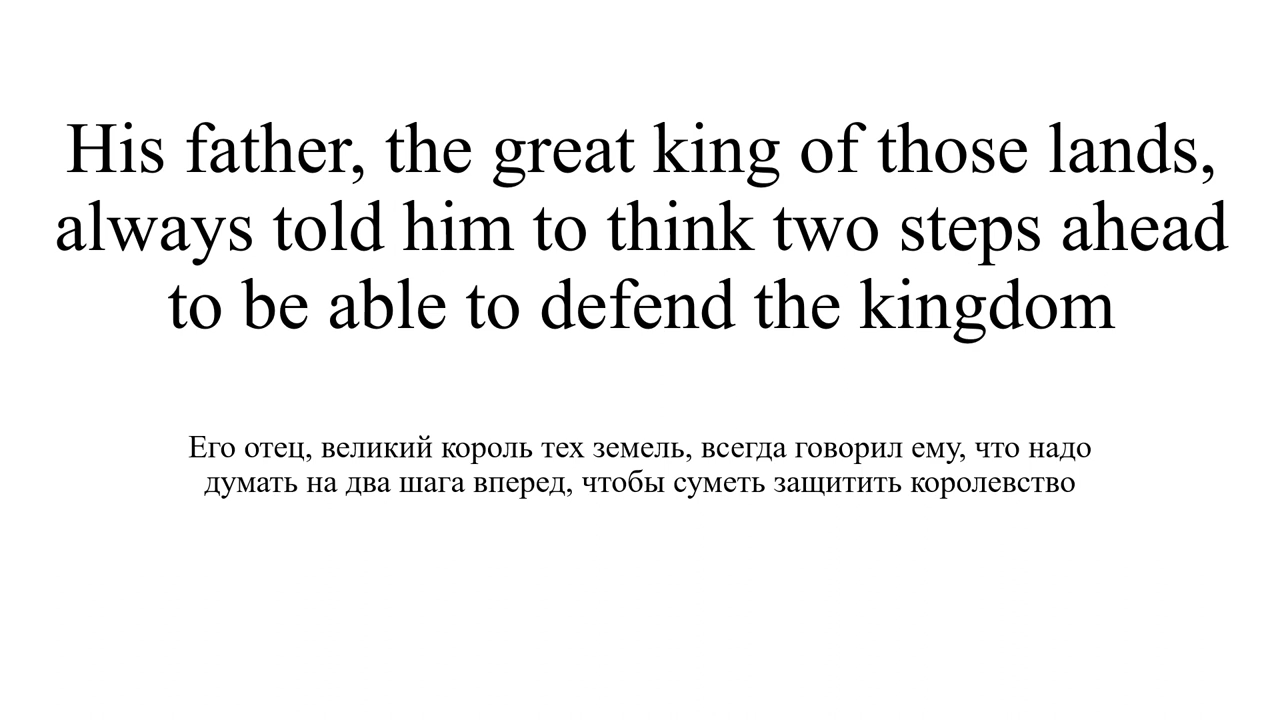 His father, the great king of those lands,
always told him to think two steps ahead
to be able to defend the kingdom
Его отец, великий король тех земель, всегда говорил ему, что надо
думать на два шага вперед, чтобы суметь защитить королевство